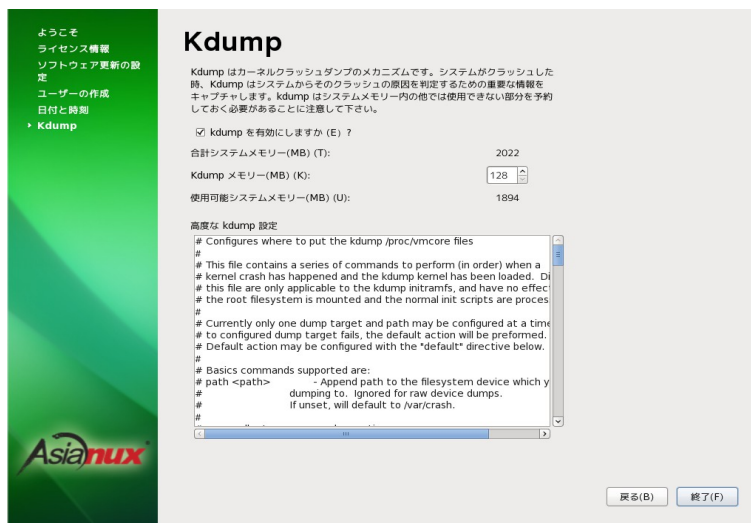 ようこそ
ライセンス情報
ソフトウェア更新の設
定
ユーザーの作成
日付と時刻
Kdump
Kdump
Kdump はカーネルクラッシュダンプのメカニズムです。システムがクラッシュした
時、Kdump はシステムからそのクラッシュの原因を判定するための重要な情報を
キャプチャします。kdump はシステムメモリー内の他では使用できない部分を予約
しておく必要があることに注意して下さい。
kdump を有効にしますか (E) ?
合計システムメモリー(MB) (T): 2022
Kdump メモリー(MB) (K): 128
使用可能システムメモリー(MB) (U): 1894
高度な kdump 設定
# Configures where to put the kdump /proc/vmcore files
#
# This file contains a series of commands to perform (in order) when a
# kernel crash has happened and the kdump kernel has been loaded. Di
# this file are only applicable to the kdump initramfs, and have no effec
# the root filesystem is mounted and the normal init scripts are proces
#
# Currently only one dump target and path may be configured at a time
# to configured dump target fails, the default action will be preformed.
# Default action may be configured with the "default" directive below.
#
# Basics commands supported are:
# path <path> - Append path to the filesystem device which y
# dumping to. Ignored for raw device dumps.
# If unset, will default to /var/crash.
#
Asianux
戻る(B) 終了(F)